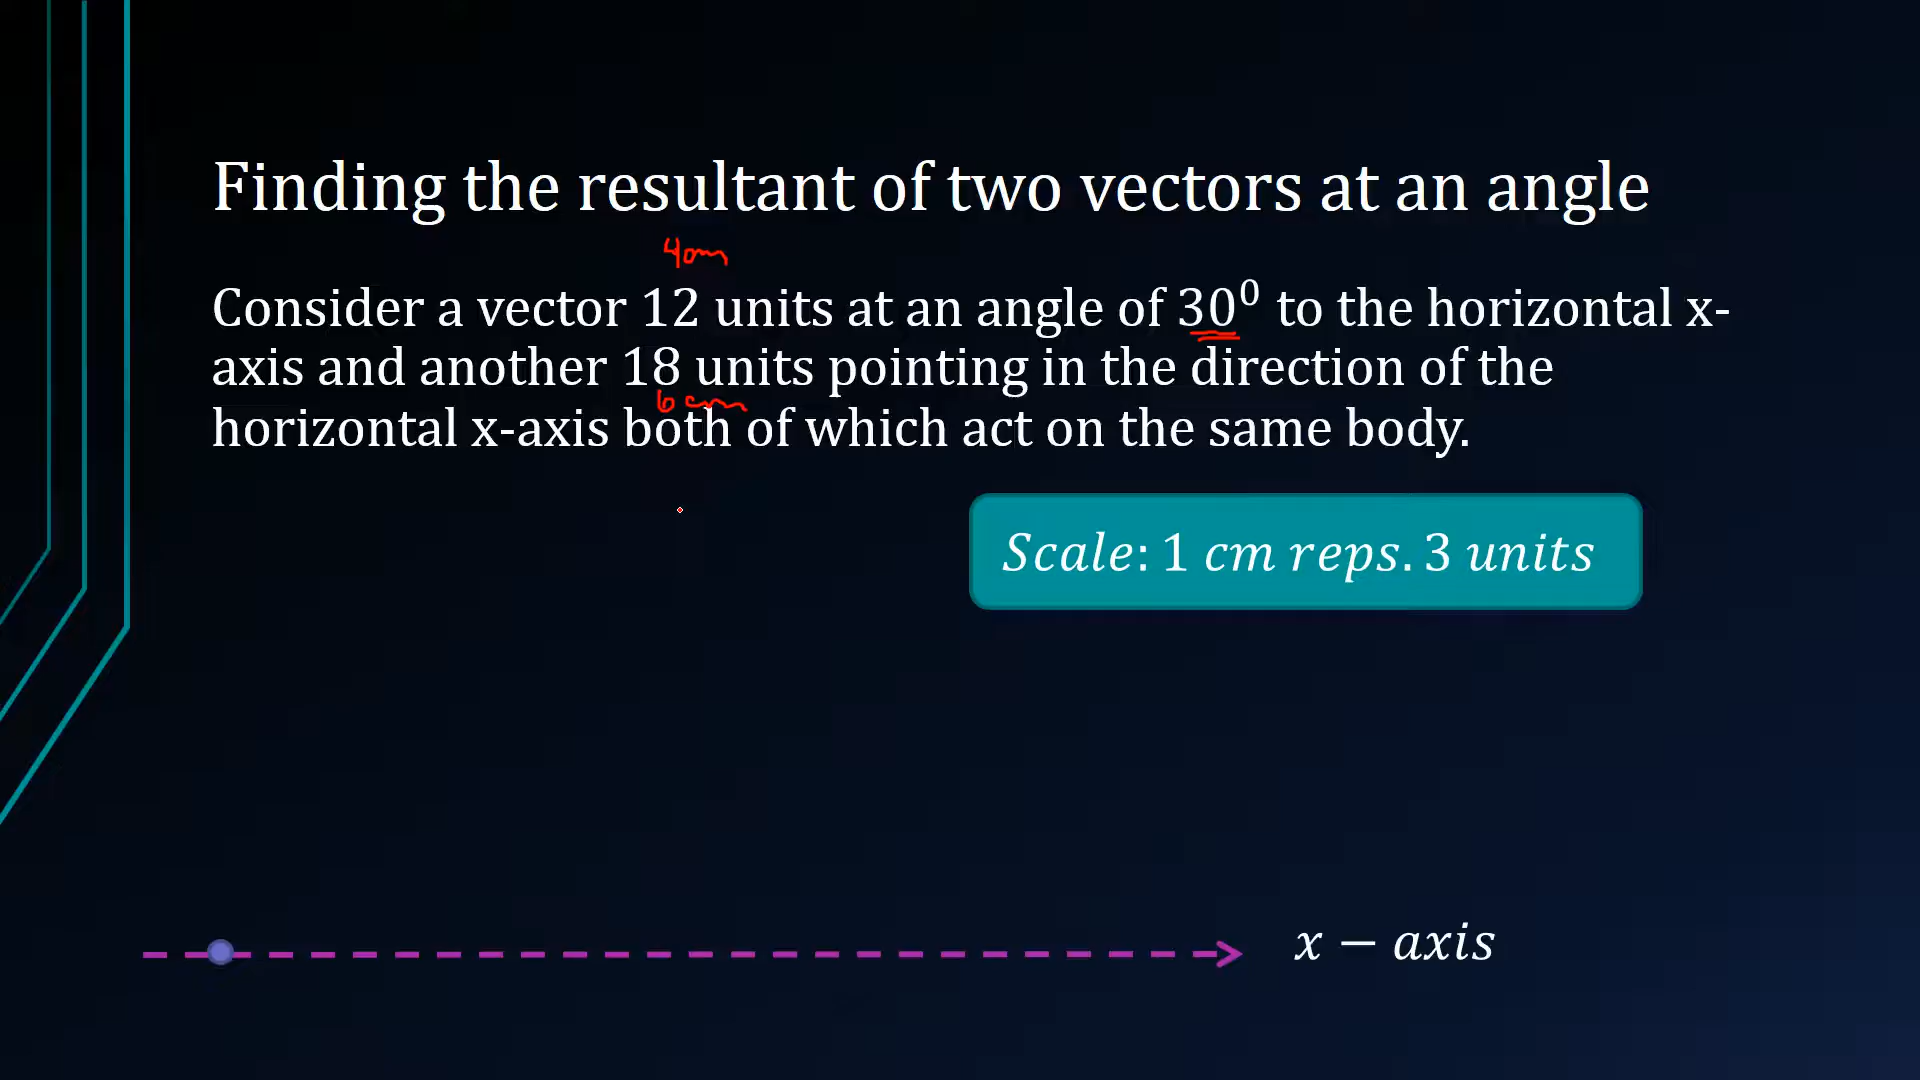 Finding the resultant of two vectors at an angle
4cm
Consider a vector 12 units at an angle of 30⁰ to the horizontal x-
axis and another 18 units pointing in the direction of the
6 cm
horizontal x-axis both of which act on the same body.
Scale: 1 cm reps. 3 units
x − axis